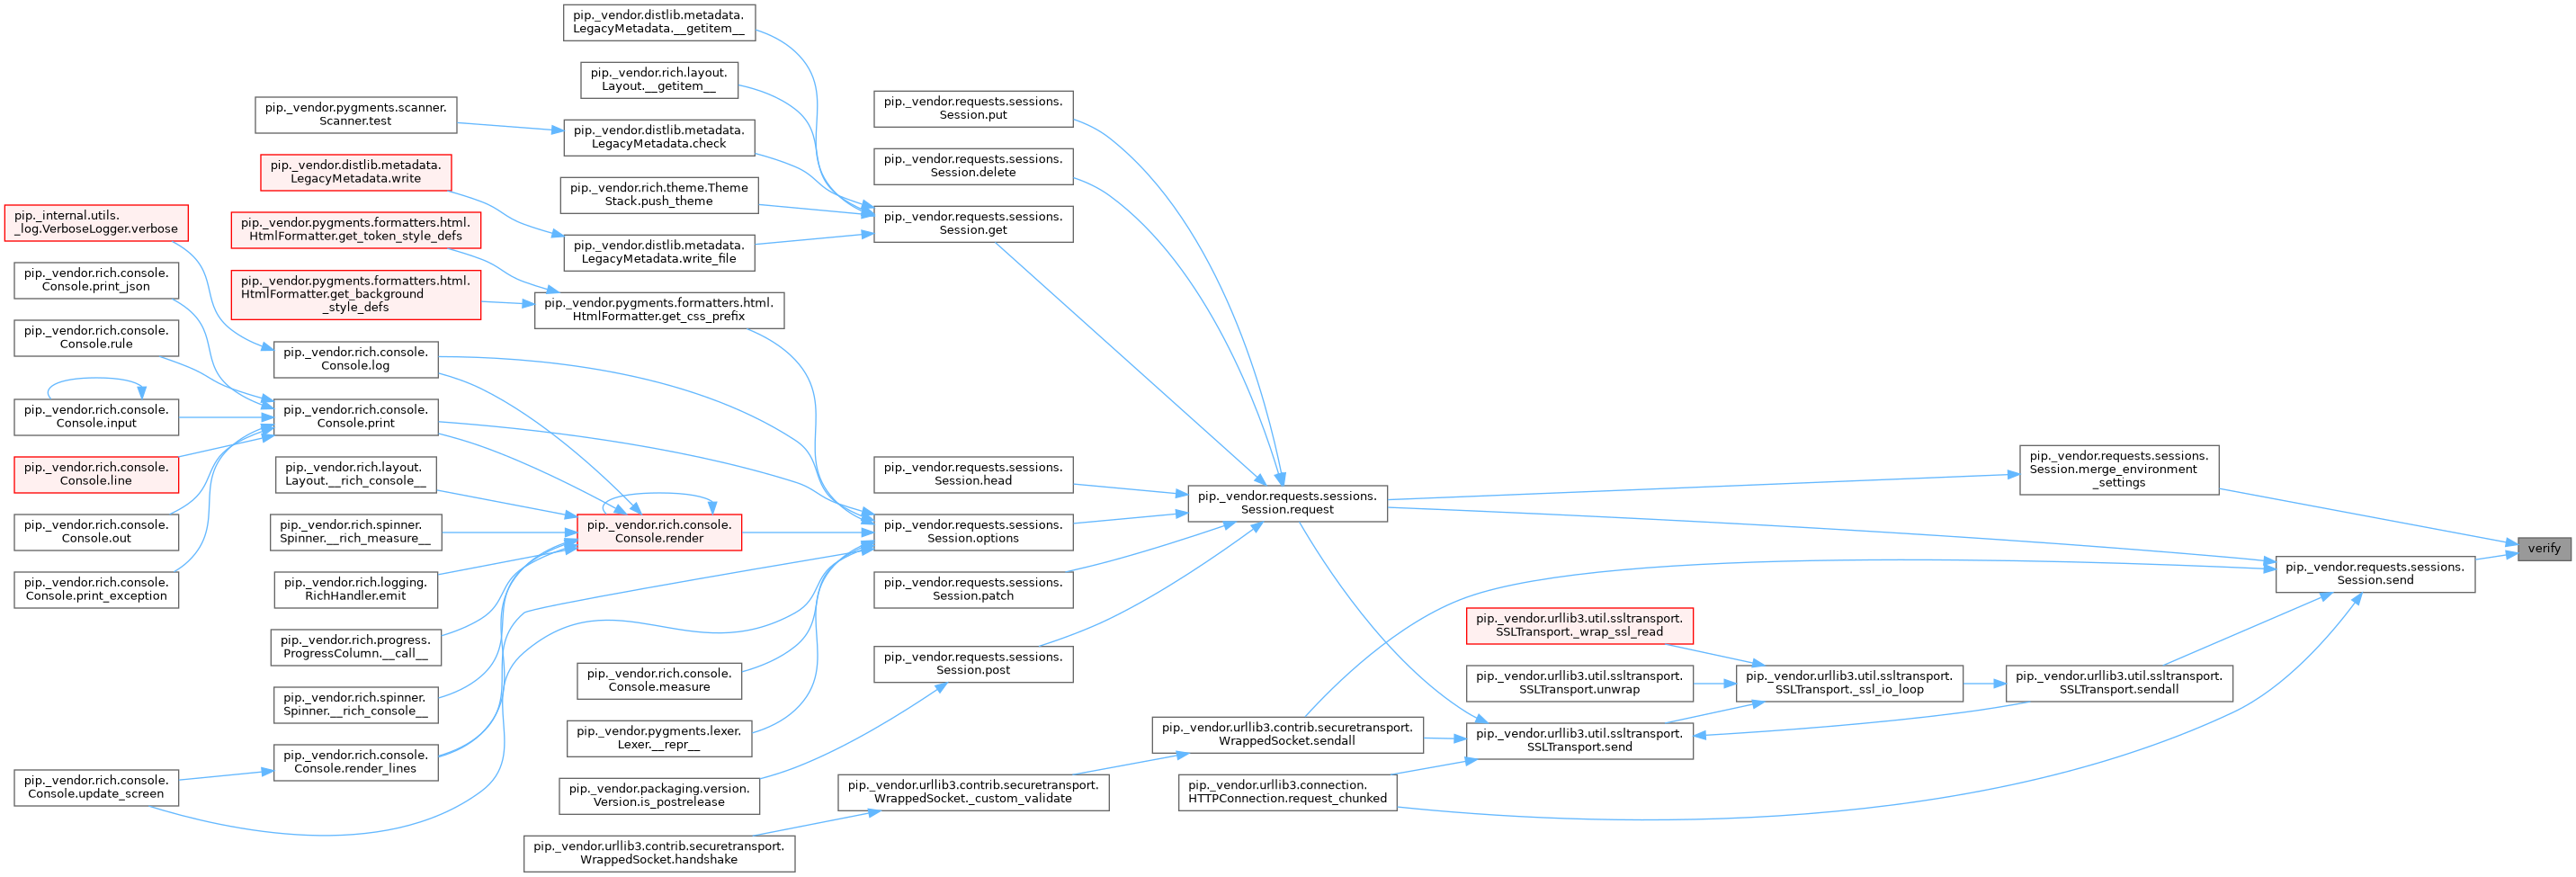 pip._vendor.distlib.metadata.
LegacyMetadata.__getitem__
pip._vendor.rich.layout.
Layout.__getitem__
pip._vendor.pygments.scanner.
Scanner.test
pip._vendor.distlib.metadata.
LegacyMetadata.check
pip._vendor.distlib.metadata.
LegacyMetadata.write
pip._vendor.rich.theme.Theme
Stack.push_theme
pip._internal.utils.
_log.VerboseLogger.verbose
pip._vendor.pygments.formatters.html.
HtmlFormatter.get_token_style_defs
pip._vendor.distlib.metadata.
LegacyMetadata.write_file
pip._vendor.rich.console.
Console.print_json
pip._vendor.pygments.formatters.html.
HtmlFormatter.get_background
_style_defs
pip._vendor.pygments.formatters.html.
HtmlFormatter.get_css_prefix
pip._vendor.rich.console.
Console.rule
pip._vendor.rich.console.
Console.log
pip._vendor.rich.console.
Console.input
pip._vendor.rich.console.
Console.print
pip._vendor.rich.console.
Console.line
pip._vendor.rich.layout.
Layout.__rich_console__
pip._vendor.rich.console.
Console.out
pip._vendor.rich.spinner.
Spinner.__rich_measure__
pip._vendor.rich.console.
Console.render
pip._vendor.rich.console.
Console.print_exception
pip._vendor.rich.logging.
RichHandler.emit
pip._vendor.rich.progress.
ProgressColumn.__call__
pip._vendor.rich.spinner.
Spinner.__rich_console__
pip._vendor.rich.console.
Console.measure
pip._vendor.pygments.lexer.
Lexer.__repr__
pip._vendor.rich.console.
Console.render_lines
pip._vendor.rich.console.
Console.update_screen
pip._vendor.packaging.version.
Version.is_postrelease
pip._vendor.urllib3.contrib.securetransport.
WrappedSocket.handshake
pip._vendor.requests.sessions.
Session.put
pip._vendor.requests.sessions.
Session.delete
pip._vendor.requests.sessions.
Session.get
pip._vendor.requests.sessions.
Session.head
pip._vendor.requests.sessions.
Session.options
pip._vendor.requests.sessions.
Session.patch
pip._vendor.requests.sessions.
Session.post
pip._vendor.urllib3.contrib.securetransport.
WrappedSocket._custom_validate
pip._vendor.requests.sessions.
Session.request
pip._vendor.urllib3.contrib.securetransport.
WrappedSocket.sendall
pip._vendor.urllib3.connection.
HTTPConnection.request_chunked
pip._vendor.urllib3.util.ssltransport.
SSLTransport._wrap_ssl_read
pip._vendor.urllib3.util.ssltransport.
SSLTransport.unwrap
pip._vendor.urllib3.util.ssltransport.
SSLTransport.send
pip._vendor.urllib3.util.ssltransport.
SSLTransport._ssl_io_loop
pip._vendor.requests.sessions.
Session.merge_environment
_settings
pip._vendor.urllib3.util.ssltransport.
SSLTransport.sendall
pip._vendor.requests.sessions.
Session.send
verify